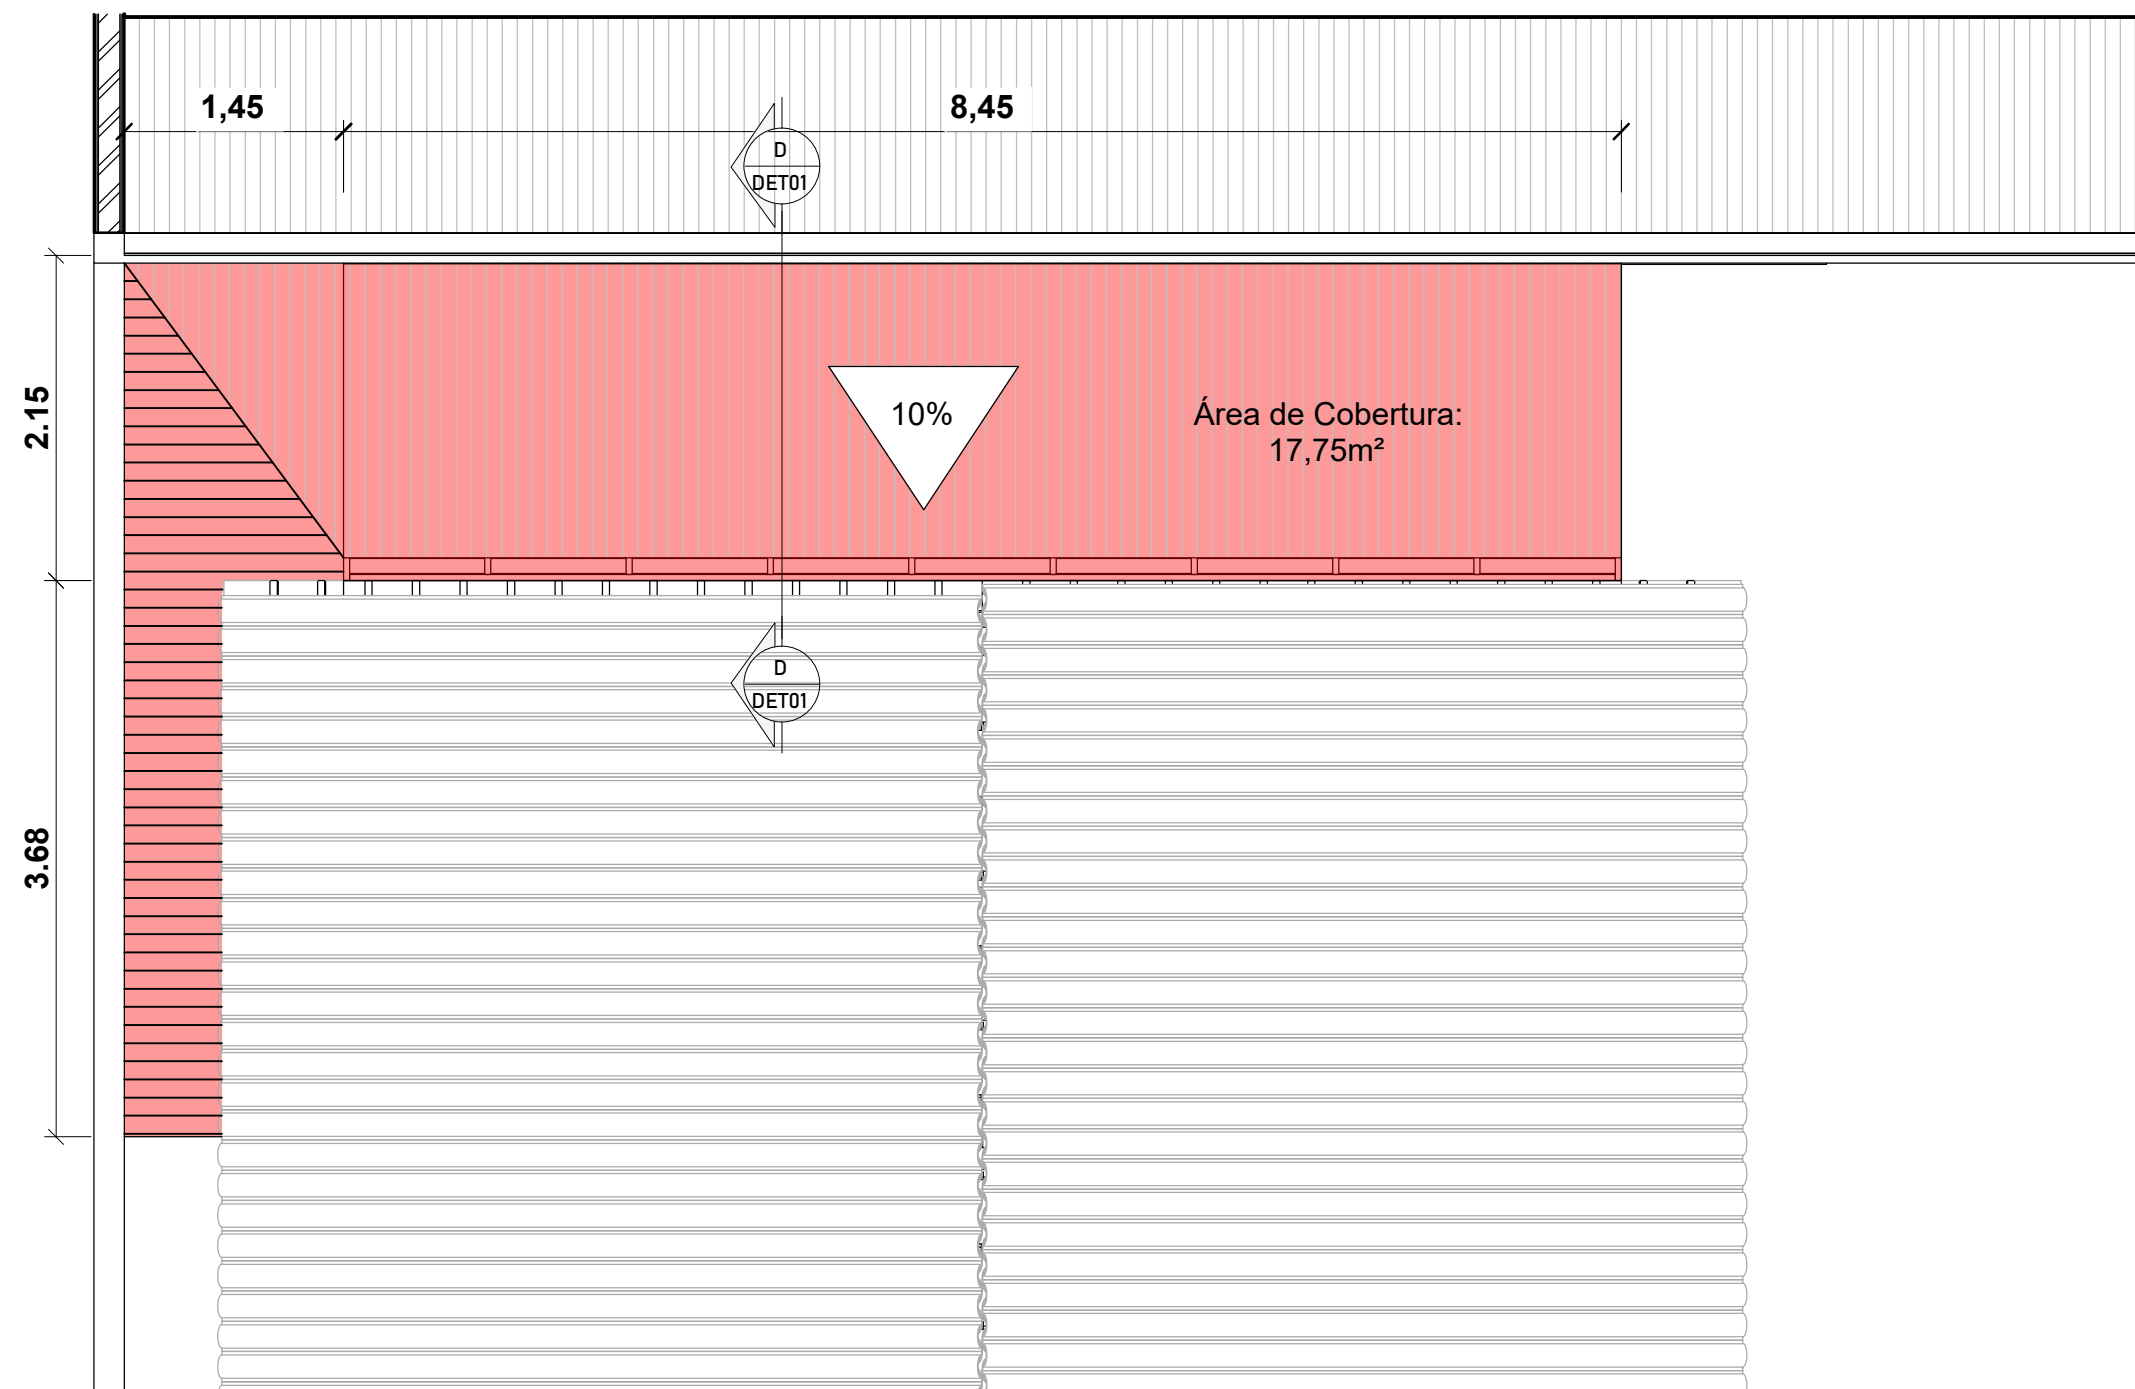 1,45
8,45
D
DET01
2.15
10%
Área de Cobertura:
17,75m²
D
DET01
3.68